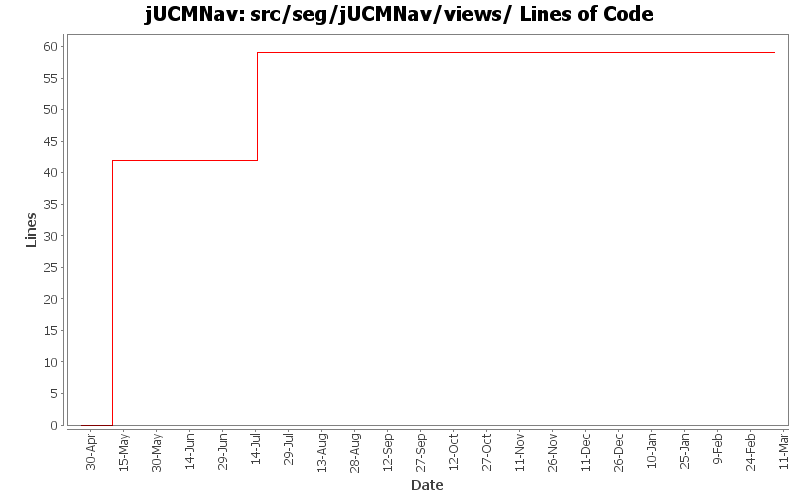 jUCMNav: src/seg/jUCMNav/views/ Lines of Code
60
55
50
45
40
35
30
25
20
15
10
5
0
Lines
30-Apr
15-May
30-May
14-Jun
29-Jun
14-Jul
29-Jul
13-Aug
28-Aug
12-Sep
27-Sep
12-Oct
27-Oct
11-Nov
26-Nov
11-Dec
26-Dec
10-Jan
25-Jan
9-Feb
24-Feb
11-Mar
Date